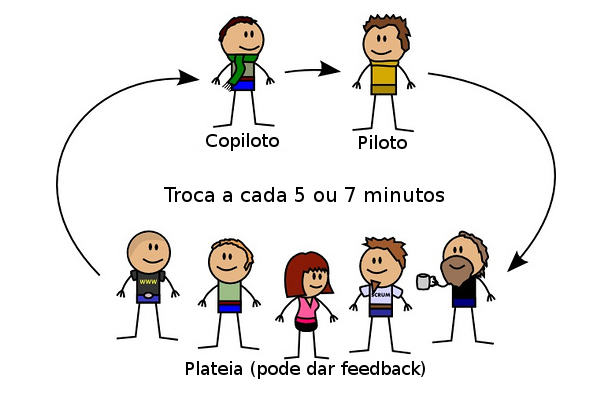 Copiloto
Piloto
Troca a cada 5 ou 7 minutos
WWW
SCRUM
Plateia (pode dar feedback)